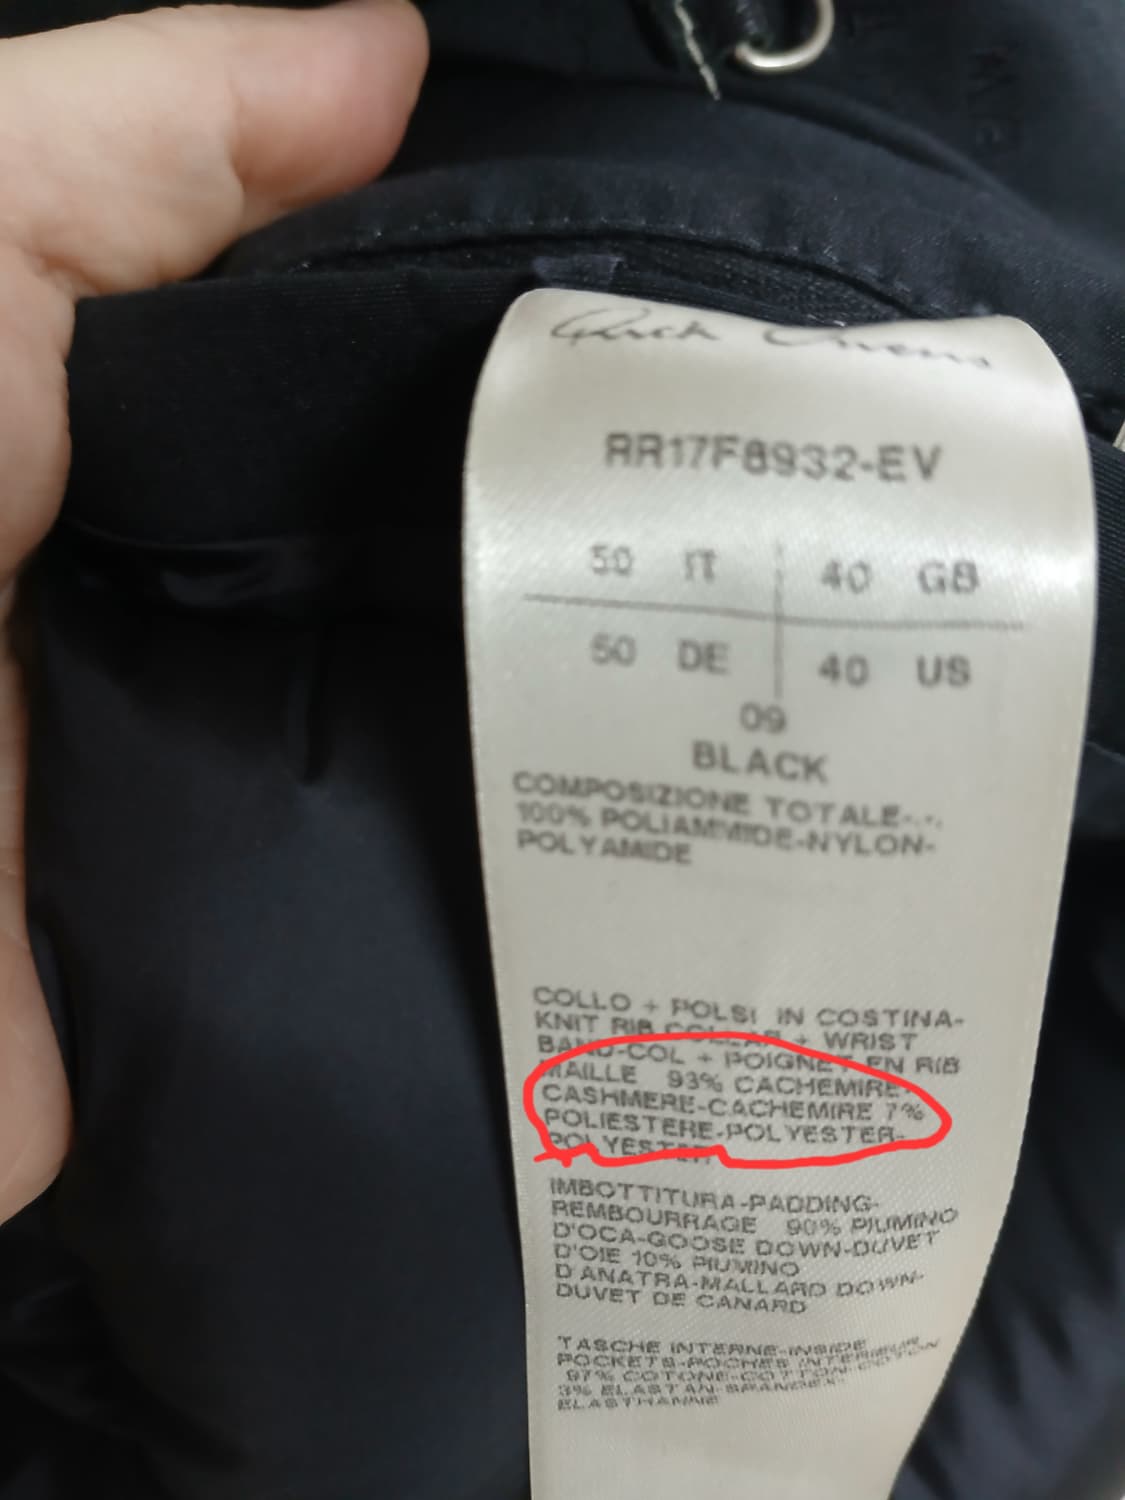 Rick Owens
RR17F8932-EV
50 IT 40 GB
50 DE 40 US
09
BLACK
COMPOSIZIONE TOTALE-.-.
100% POLIAMMIDE-NYLON-
POLYAMIDE
COLLO + POLSI IN COSTINA-
KNIT RIB COLLAR + WRIST
BAND-COL + POIGNET EN RIB
MAILLE 93% CACHEMIRE-
CASHMERE-CACHEMIRE 7%
POLIESTERE-POLYESTER-
POLYESTER
IMBOTTITURA-PADDING-
REMBOURRAGE 90% PIUMINO
D'OCA-GOOSE DOWN-DUVET
D'OIE 10% PIUMINO
D'ANATRA-MALLARD DOWN-
DUVET DE CANARD
TASCHE INTERNE-INSIDE
POCKETS-POCHES INTERIEUR
97% COTONE-COTTON-COTON
3% ELASTAN-SPANDEX-
ELASTHANNE